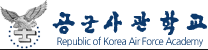 공군사관학교
Republic of Korea Air Force Academy